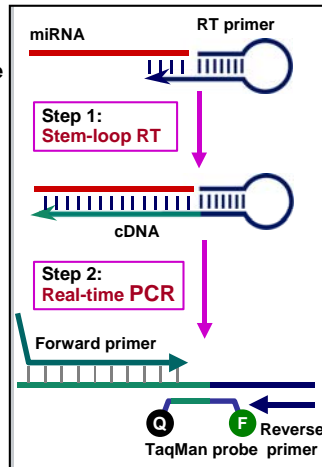 miRNA
RT primer
e
Step 1:
Stem-loop RT
cDNA
Step 2:
Real-time PCR
Forward primer
Q
F
Reverse
TaqMan probe primer